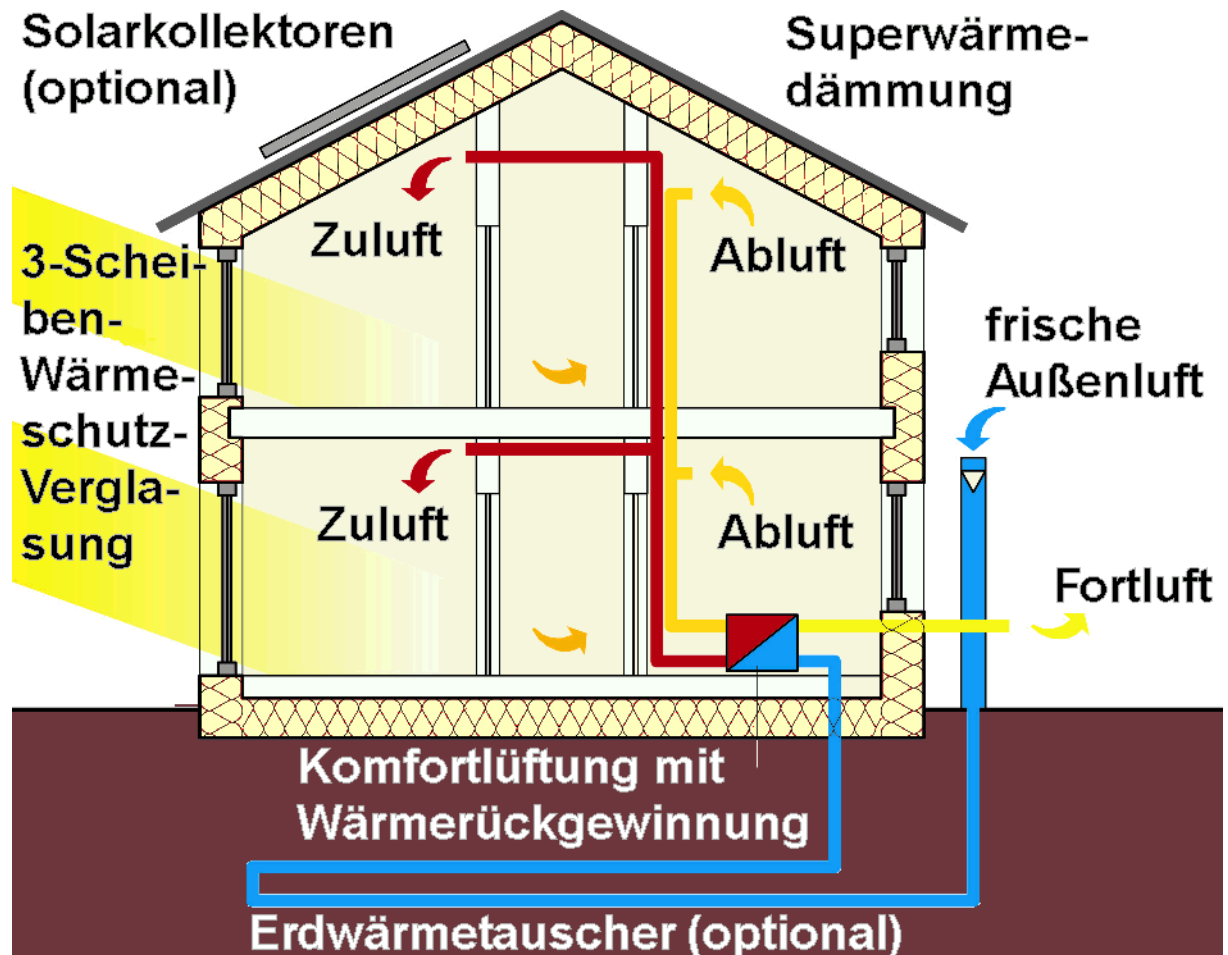 Solarkollektoren
(optional)
Superwärme-
dämmung
3-Schei-
ben-
Wärme-
schutz-
Vergla-
sung
Zuluft
Abluft
Zuluft
Abluft
frische
Außenluft
Fortluft
Komfortlüftung mit
Wärmerückgewinnung
Erdwärmetauscher (optional)